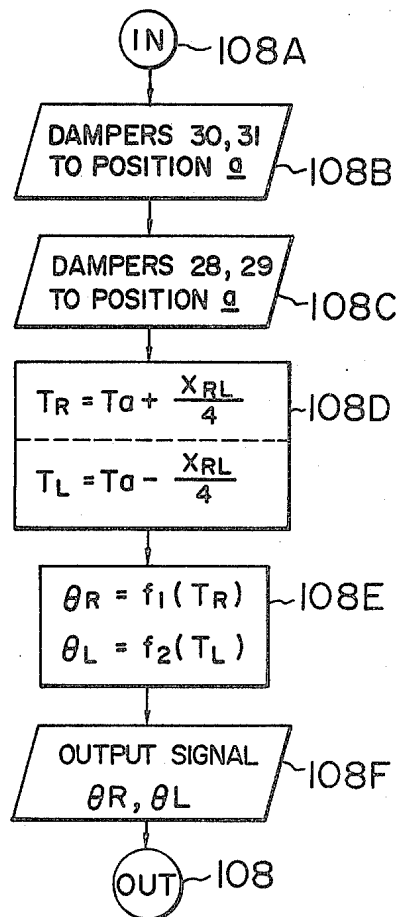 IN 108A
DAMPERS 30, 31
TO POSITION a 108B
DAMPERS 28, 29
TO POSITION a 108C
TR = Ta + XRL/4 108D
TL = Ta - XRL/4
θR = f1(TR) 108E
θL = f2(TL)
OUTPUT SIGNAL
θR, θL 108F
OUT 108